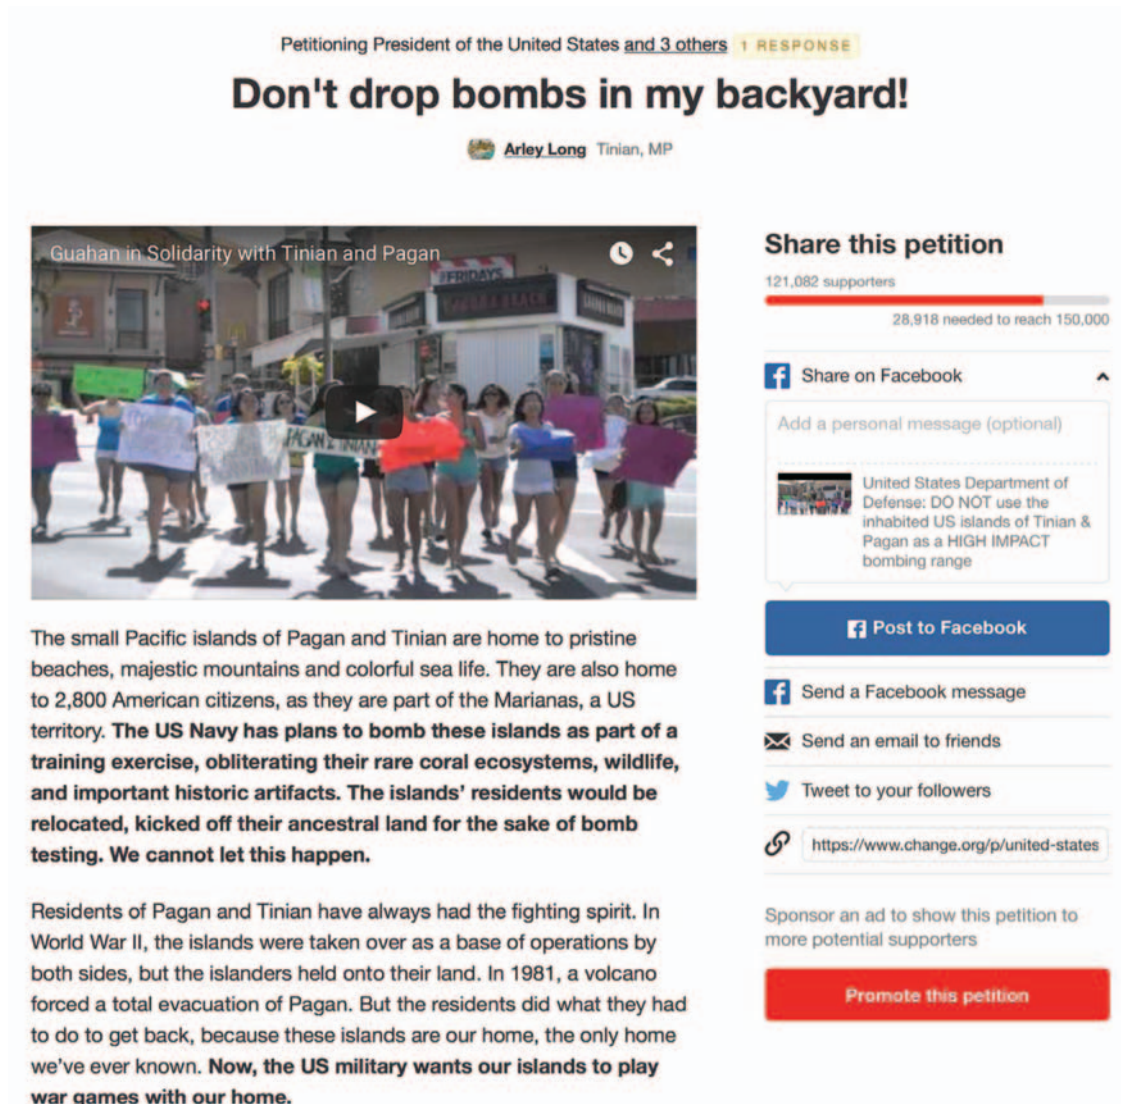 Petitioning President of the United States and 3 others 1 RESPONSE
Don't drop bombs in my backyard!
Arley Long Tinian, MP
Guahan in Solidarity with Tinian and Pagan
FRIDAYS
PAGAN & TINIAN
The small Pacific islands of Pagan and Tinian are home to pristine
beaches, majestic mountains and colorful sea life. They are also home
to 2,800 American citizens, as they are part of the Marianas, a US
territory. The US Navy has plans to bomb these islands as part of a
training exercise, obliterating their rare coral ecosystems, wildlife,
and important historic artifacts. The islands' residents would be
relocated, kicked off their ancestral land for the sake of bomb
testing. We cannot let this happen.
Residents of Pagan and Tinian have always had the fighting spirit. In
World War II, the islands were taken over as a base of operations by
both sides, but the islanders held onto their land. In 1981, a volcano
forced a total evacuation of Pagan. But the residents did what they had
to do to get back, because these islands are our home, the only home
we've ever known. Now, the US military wants our islands to play
war games with our home.
Share this petition
121,082 supporters
28,918 needed to reach 150,000
Share on Facebook
Add a personal message (optional)
United States Department of
Defense: DO NOT use the
inhabited US islands of Tinian &
Pagan as a HIGH IMPACT
bombing range
Post to Facebook
Send a Facebook message
Send an email to friends
Tweet to your followers
https://www.change.org/p/united-states
Sponsor an ad to show this petition to
more potential supporters
Promote this petition